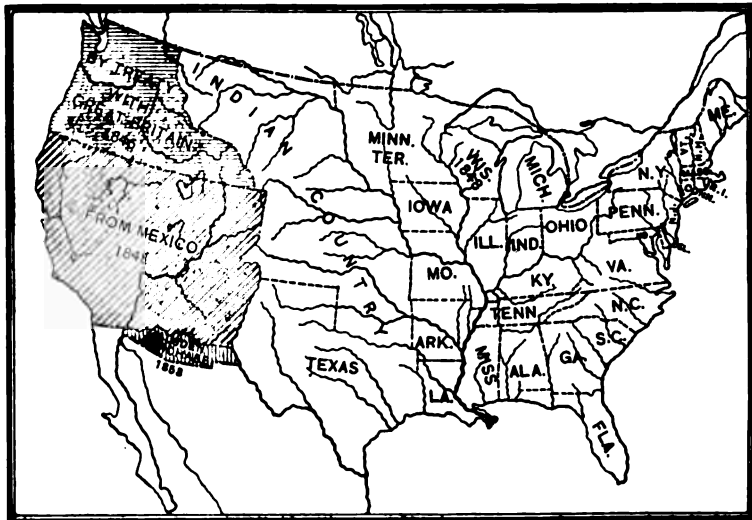 BY TREATY
WITH
GREAT BRITAIN
1846
INDIAN
COUNTRY
FROM MEXICO
1848
1853
MINN.
TER.
WIS.
1848
MICH.
IOWA
ILL.
IND.
OHIO
PENN.
N.Y.
VT.
N.H.
ME.
R.I.
N.J.
MO.
KY.
VA.
TENN.
N.C.
S.C.
ARK.
MISS
ALA.
GA.
LA.
TEXAS
FLA.